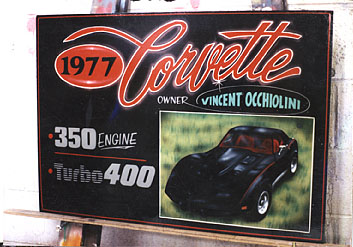 1977 Corvette
OWNER VINCENT OCCHIOLINI
• 350 ENGINE
• Turbo 400